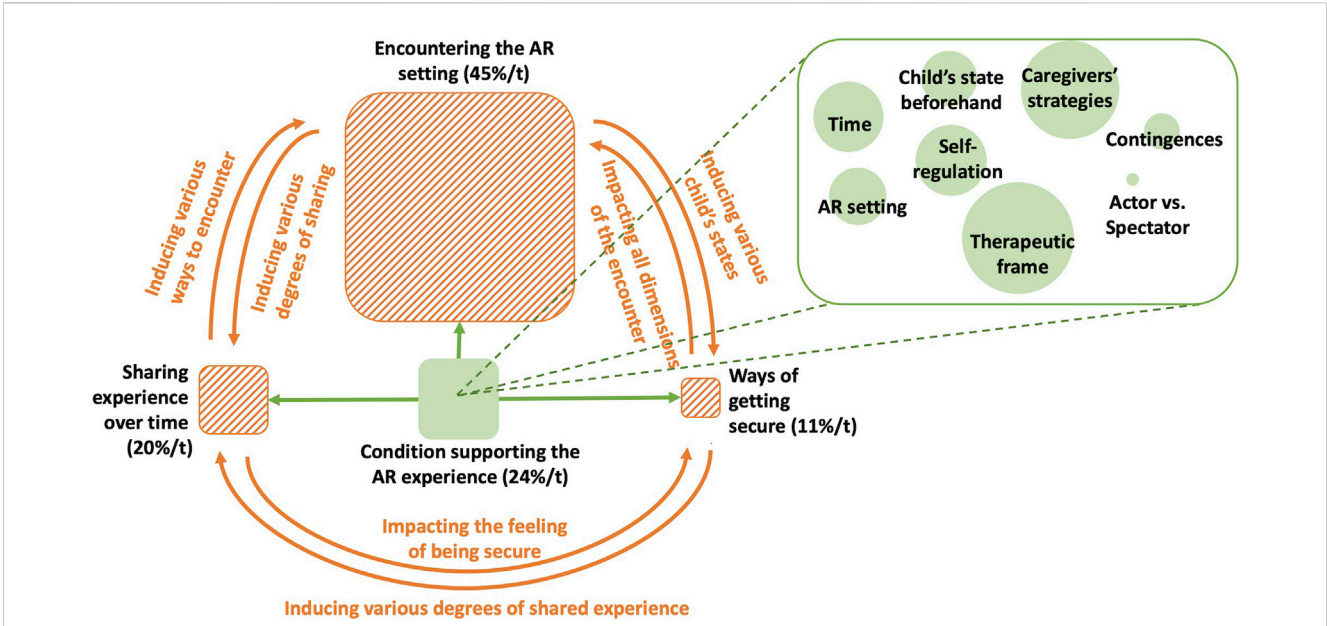 Encountering the AR
setting (45%/t)
Child's state
beforehand
Caregivers'
strategies
Time
Contingences
Self-
regulation
AR setting
Actor vs.
Spectator
Therapeutic
frame
Inducing various
ways to encounter
Inducing various
degrees of sharing
Impacting all dimensions
of the encounter
Inducing various
child's states
Sharing
experience
over time
(20%/t)
Ways of
getting
secure (11%/t)
Condition supporting the
AR experience (24%/t)
Impacting the feeling
of being secure
Inducing various degrees of shared experience